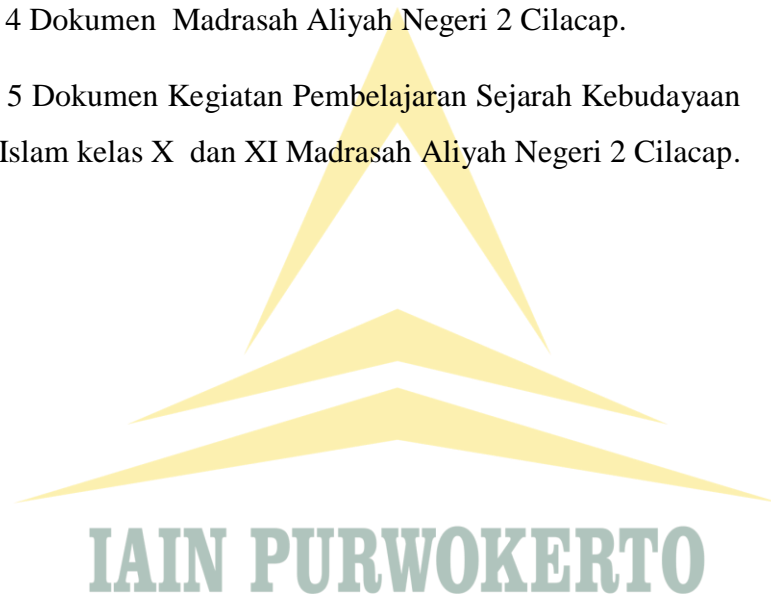 4 Dokumen Madrasah Aliyah Negeri 2 Cilacap.
5 Dokumen Kegiatan Pembelajaran Sejarah Kebudayaan
Islam kelas X dan XI Madrasah Aliyah Negeri 2 Cilacap.
IAIN PURWOKERTO